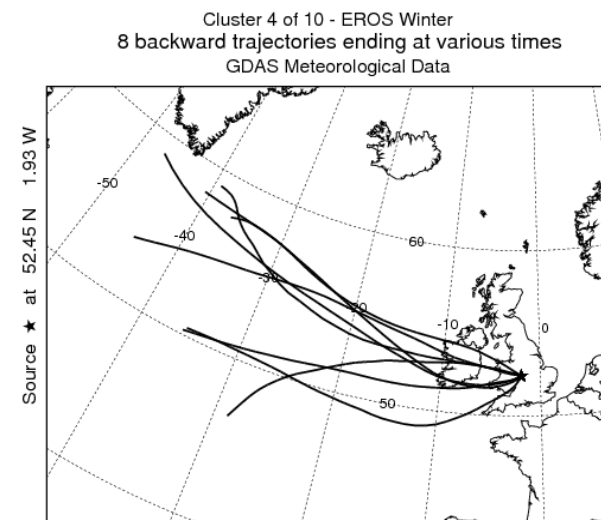 Cluster 4 of 10 - EROS Winter
8 backward trajectories ending at various times
GDAS Meteorological Data
Source ★ at 52.45 N 1.93 W
-50
-40
-30
-20
-10
0
60
50